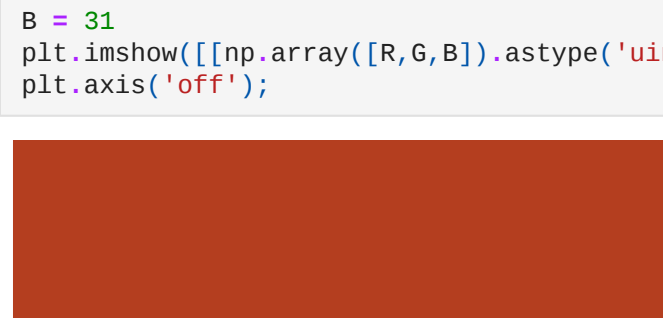 B = 31
plt.imshow([[np.array([R,G,B]).astype('ui
plt.axis('off');